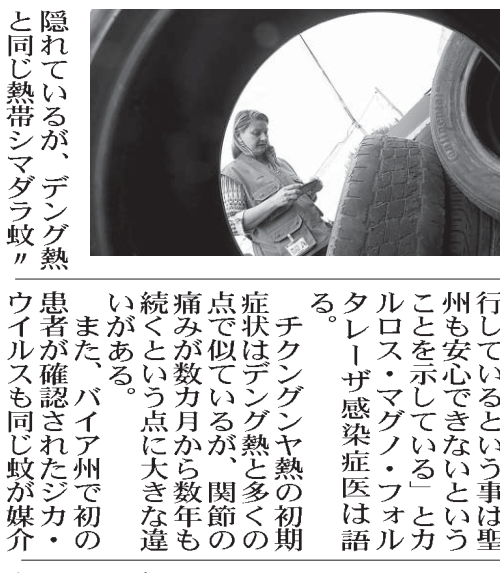 隠れているが、デング熱
と同じ熱帯シマダラ蚊〃
行しているという事は聖
州も安心できないという
ことを示している」とカ
ルロス・マグノ・フォル
タレーザ感染症医は語
る。
チクングンヤ熱の初期
症状はデング熱と多くの
点で似ているが、関節の
痛みが数カ月から数年も
続くという点に大きな違
いがある。
また、バイア州で初の
患者が確認されたジカ・
ウイルスも同じ蚊が媒介